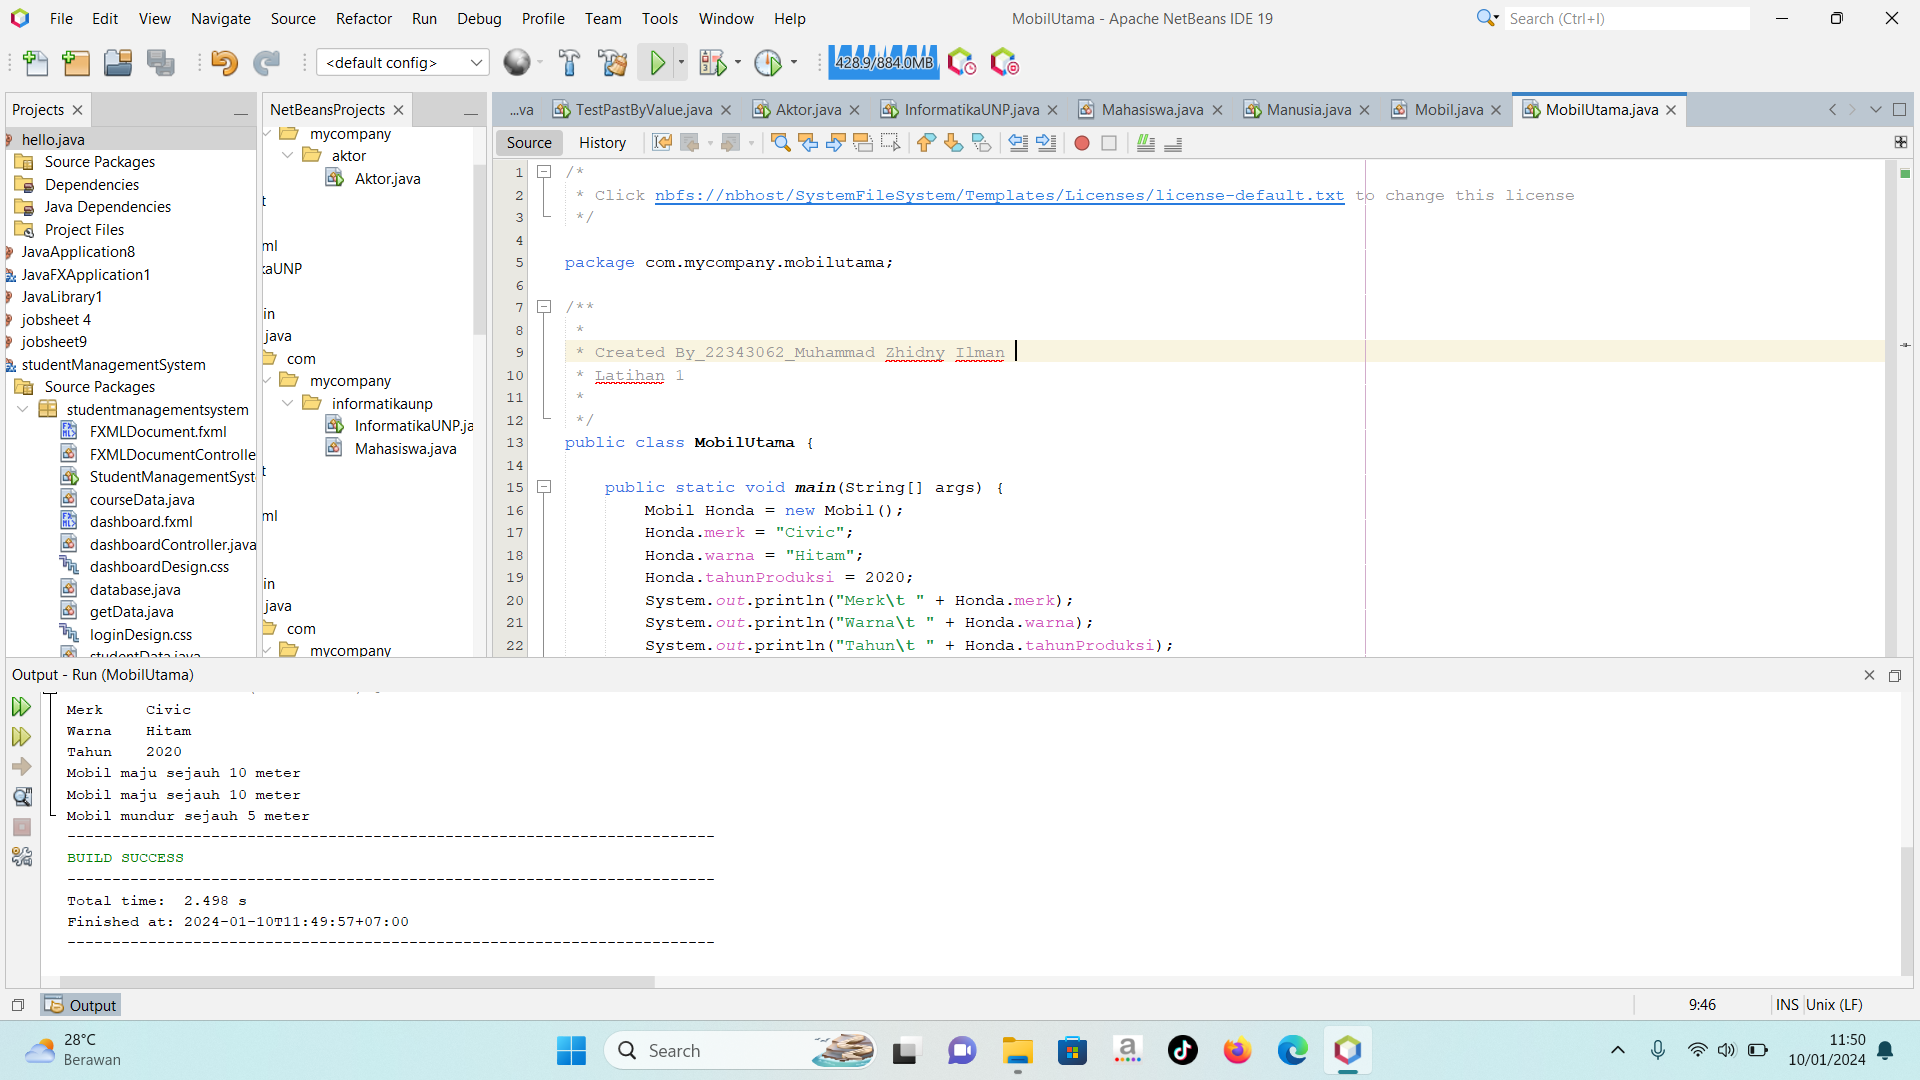 File Edit View Navigate Source Refactor Run Debug Profile Team Tools Window Help
MobilUtama - Apache NetBeans IDE 19
Search (Ctrl+I)
<default config>
428.9/884.0MB
Projects
hello.java
Source Packages
Dependencies
Java Dependencies
Project Files
JavaApplication8
JavaFXApplication1
JavaLibrary1
jobsheet 4
jobsheet9
studentManagementSystem
Source Packages
studentmanagementsystem
FXMLDocument.fxml
FXMLDocumentControlle
StudentManagementSyst
courseData.java
dashboard.fxml
dashboardController.java
dashboardDesign.css
database.java
getData.java
loginDesign.css
studentData.java
NetBeansProjects
mycompany
aktor
Aktor.java
t
ml
kaUNP
in
java
com
mycompany
informatikaunp
InformatikaUNP.ja
Mahasiswa.java
t
ml
in
java
com
mycompany
...va TestPastByValue.java Aktor.java InformatikaUNP.java Mahasiswa.java Manusia.java Mobil.java MobilUtama.java
Source History
1 /*
2 * Click nbfs://nbhost/SystemFileSystem/Templates/Licenses/license-default.txt to change this license
3 */
4
5 package com.mycompany.mobilutama;
6
7 /**
8 *
9 * Created By_22343062_Muhammad Zhidny Ilman
10 * Latihan 1
11 *
12 */
13 public class MobilUtama {
14
15 public static void main(String[] args) {
16 Mobil Honda = new Mobil();
17 Honda.merk = "Civic";
18 Honda.warna = "Hitam";
19 Honda.tahunProduksi = 2020;
20 System.out.println("Merk\t " + Honda.merk);
21 System.out.println("Warna\t " + Honda.warna);
22 System.out.println("Tahun\t " + Honda.tahunProduksi);
Output - Run (MobilUtama)
Merk Civic
Warna Hitam
Tahun 2020
Mobil maju sejauh 10 meter
Mobil maju sejauh 10 meter
Mobil mundur sejauh 5 meter
------------------------------------------------------------------------
BUILD SUCCESS
------------------------------------------------------------------------
Total time: 2.498 s
Finished at: 2024-01-10T11:49:57+07:00
------------------------------------------------------------------------
Output
9:46 INS Unix (LF)
28°C
Berawan
Search
11:50
10/01/2024